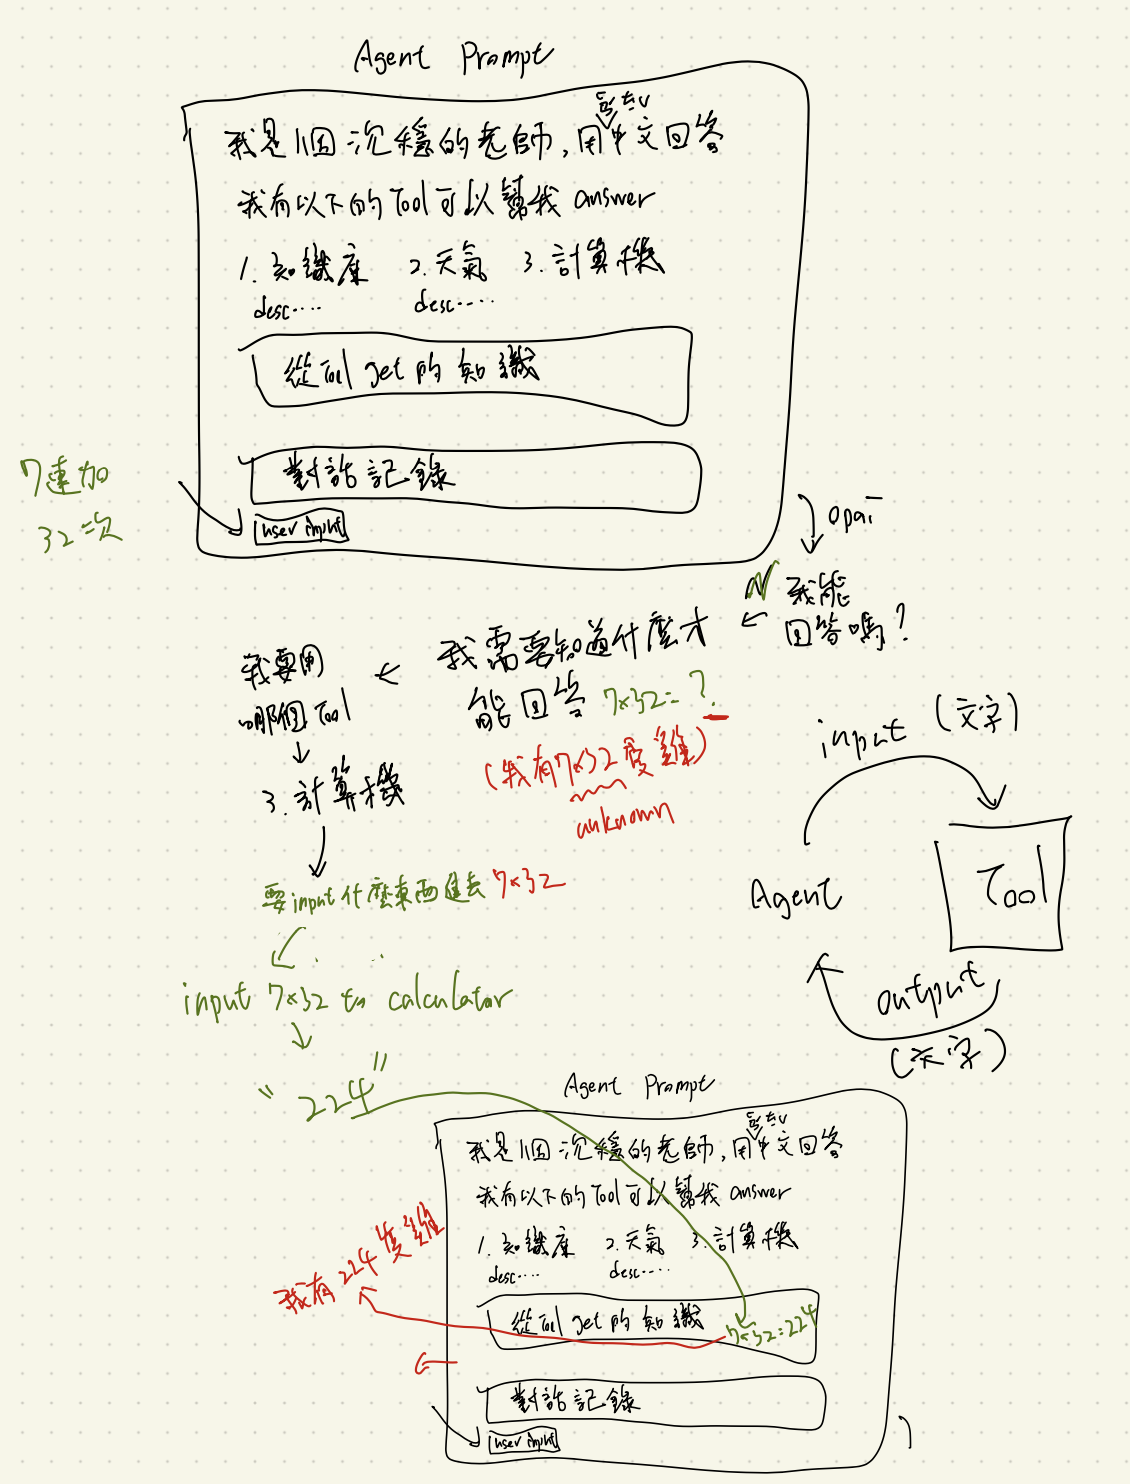 Agent Prompt
我是1個沉穩的老師,用中文回答
我有以下的Tool可以幫我 answer
1. 知識庫 2. 天氣 3. 計算機
desc.... desc.....
從Tool get 的 知識
對話記錄
user input
7連加
32次
opai
我能
回答嗎?
N
我需要知道什麼才
能回答 7×32=?
(我有7×32隻雞)
unknown
我要用
哪個Tool
3. 計算機
要input什麼東西進去 7×32
input 7×32 to calculator
"224"
input (文字)
Agent
Tool
output
(文字)
Agent Prompt
我是1個沉穩的老師,用中文回答
我有以下的Tool可以幫我 answer
1. 知識庫 2. 天氣 3. 計算機
desc.... desc.....
從Tool get 的 知識 7×32=224
我有224隻雞
對話記錄
user input